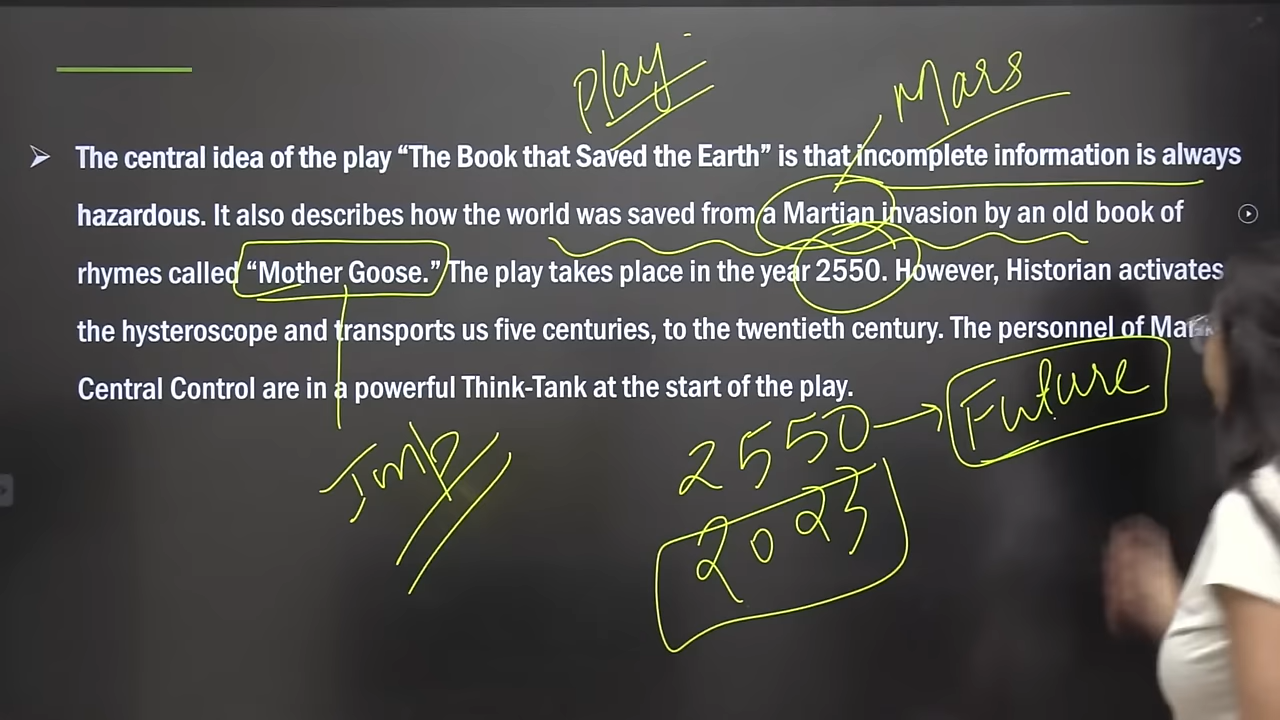 Play
Mars
The central idea of the play “The Book that Saved the Earth” is that incomplete information is always
hazardous. It also describes how the world was saved from a Martian invasion by an old book of
rhymes called “Mother Goose.” The play takes place in the year 2550. However, Historian activates
the hysteroscope and transports us five centuries, to the twentieth century. The personnel of
Central Control are in a powerful Think-Tank at the start of the play.
2550 → Future
Imp
2023